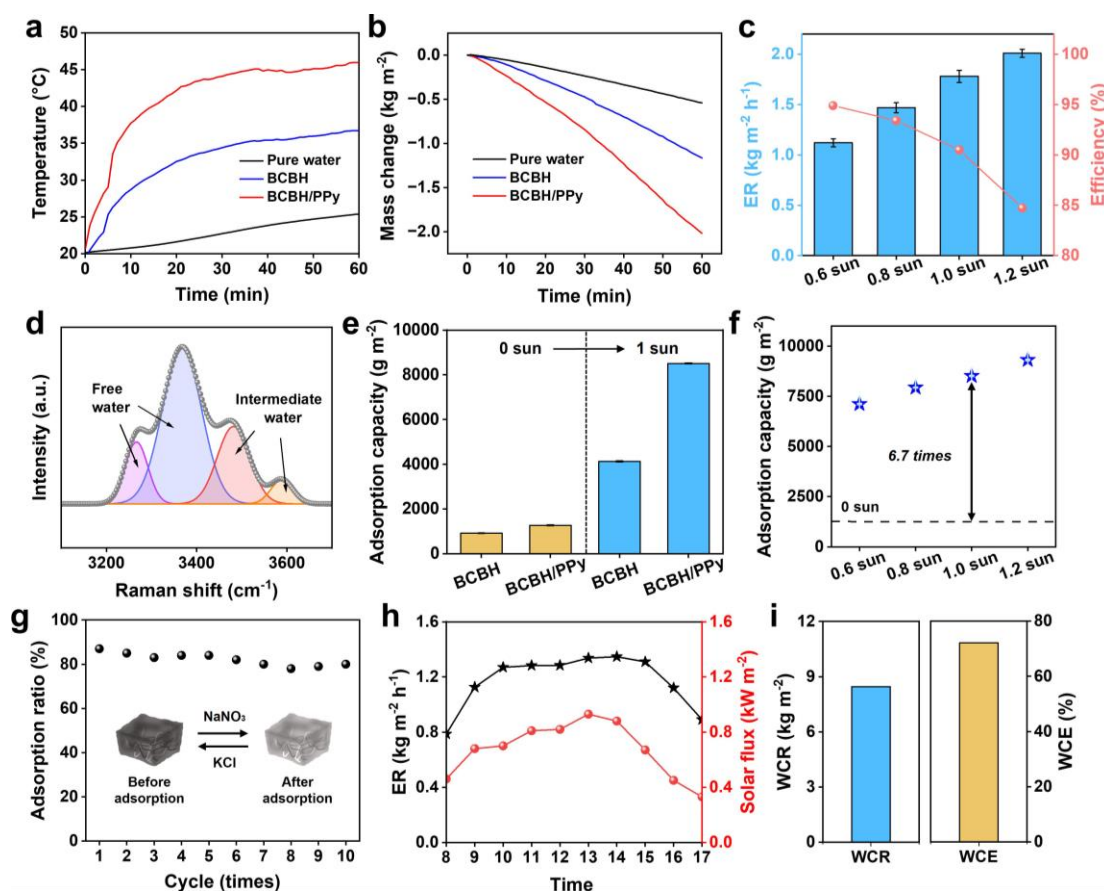 a
Temperature (°C)
50
45
40
35
30
25
20
Pure water
BCBH
BCBH/PPy
0 10 20 30 40 50 60
Time (min)
b
Mass change (kg m⁻²)
0.0
−0.5
−1.0
−1.5
−2.0
Pure water
BCBH
BCBH/PPy
0 10 20 30 40 50 60
Time (min)
c
ER (kg m⁻² h⁻¹)
2.0
1.5
1.0
0.5
0.0
100
95
90
85
80
Efficiency (%)
0.6 sun 0.8 sun 1.0 sun 1.2 sun
d
Intensity (a.u.)
Free
water
Intermediate
water
3200 3400 3600
Raman shift (cm⁻¹)
e
Adsorption capacity (g m⁻²)
10000
8000
6000
4000
2000
0
0 sun 1 sun
BCBH BCBH/PPy BCBH BCBH/PPy
f
Adsorption capacity (g m⁻²)
10000
7500
5000
2500
0
6.7 times
0 sun
0.6 sun 0.8 sun 1.0 sun 1.2 sun
g
Adsorption ratio (%)
100
80
60
40
20
0
NaNO₃
KCl
Before
adsorption
After
adsorption
1 2 3 4 5 6 7 8 9 10
Cycle (times)
h
ER (kg m⁻² h⁻¹)
1.6
1.2
0.8
0.4
0.0
1.6
1.2
0.8
0.4
0.0
Solar flux (kW m⁻²)
8 9 10 11 12 13 14 15 16 17
Time
i
WCR (kg m⁻²)
12
9
6
3
0
WCR
80
60
40
20
0
WCE (%)
WCE